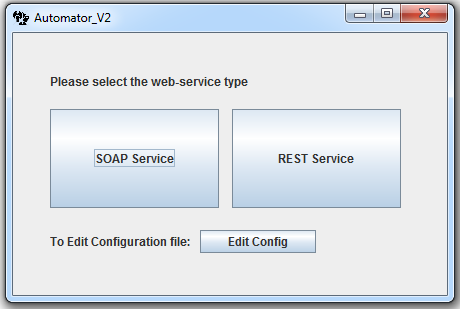 Automator_V2
Please select the web-service type
SOAP Service
REST Service
To Edit Configuration file:
Edit Config